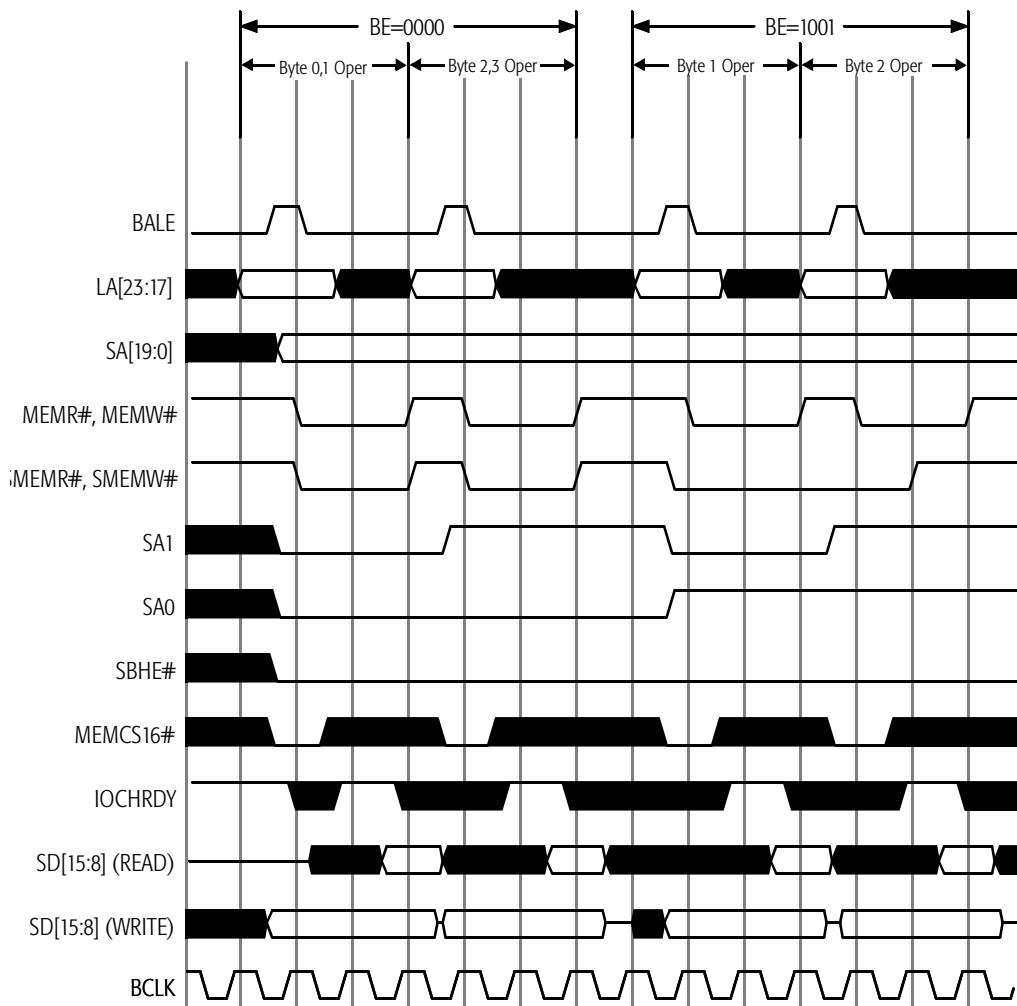 BE=0000 BE=1001
Byte 0,1 Oper Byte 2,3 Oper Byte 1 Oper Byte 2 Oper
BALE
LA[23:17]
SA[19:0]
MEMR#, MEMW#
SMEMR#, SMEMW#
SA1
SA0
SBHE#
MEMCS16#
IOCHRDY
SD[15:8] (READ)
SD[15:8] (WRITE)
BCLK